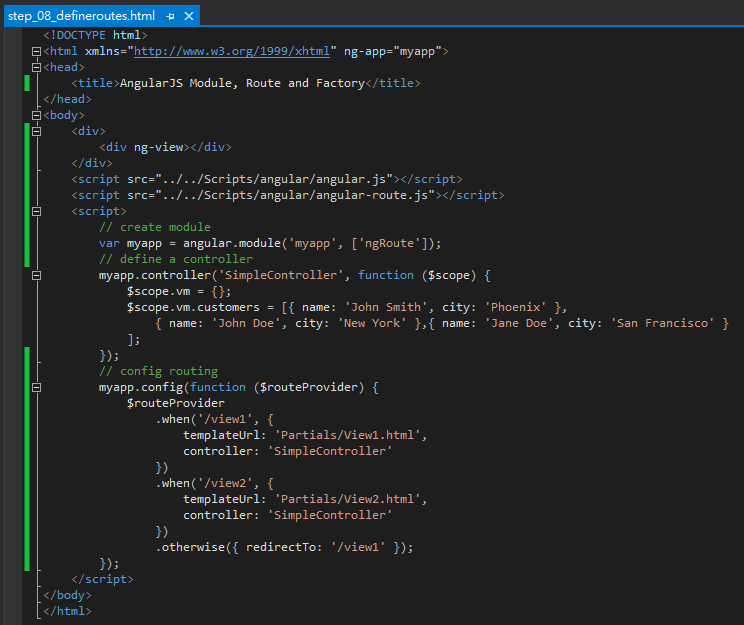 step_08_defineroutes.html
<!DOCTYPE html>
<html xmlns="http://www.w3.org/1999/xhtml" ng-app="myapp">
<head>
    <title>AngularJS Module, Route and Factory</title>
</head>
<body>
    <div>
        <div ng-view></div>
    </div>
    <script src="../../Scripts/angular/angular.js"></script>
    <script src="../../Scripts/angular/angular-route.js"></script>
    <script>
        // create module
        var myapp = angular.module('myapp', ['ngRoute']);
        // define a controller
        myapp.controller('SimpleController', function ($scope) {
            $scope.vm = {};
            $scope.vm.customers = [{ name: 'John Smith', city: 'Phoenix' },
                { name: 'John Doe', city: 'New York' },{ name: 'Jane Doe', city: 'San Francisco' }
            ];
        });
        // config routing
        myapp.config(function ($routeProvider) {
            $routeProvider
                .when('/view1', {
                    templateUrl: 'Partials/View1.html',
                    controller: 'SimpleController'
                })
                .when('/view2', {
                    templateUrl: 'Partials/View2.html',
                    controller: 'SimpleController'
                })
                .otherwise({ redirectTo: '/view1' });
        });
    </script>
</body>
</html>